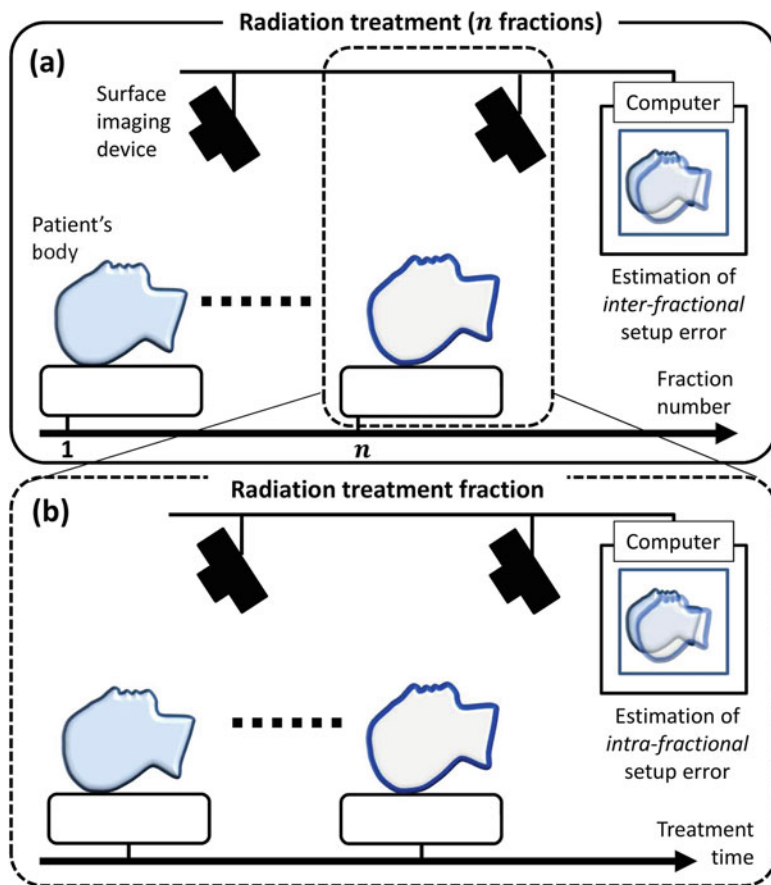 Radiation treatment (n fractions)
(a)
Surface
imaging
device
Computer
Patient's
body
Estimation of
inter-fractional
setup error
Fraction
number
1
n
Radiation treatment fraction
(b)
Computer
Estimation of
intra-fractional
setup error
Treatment
time